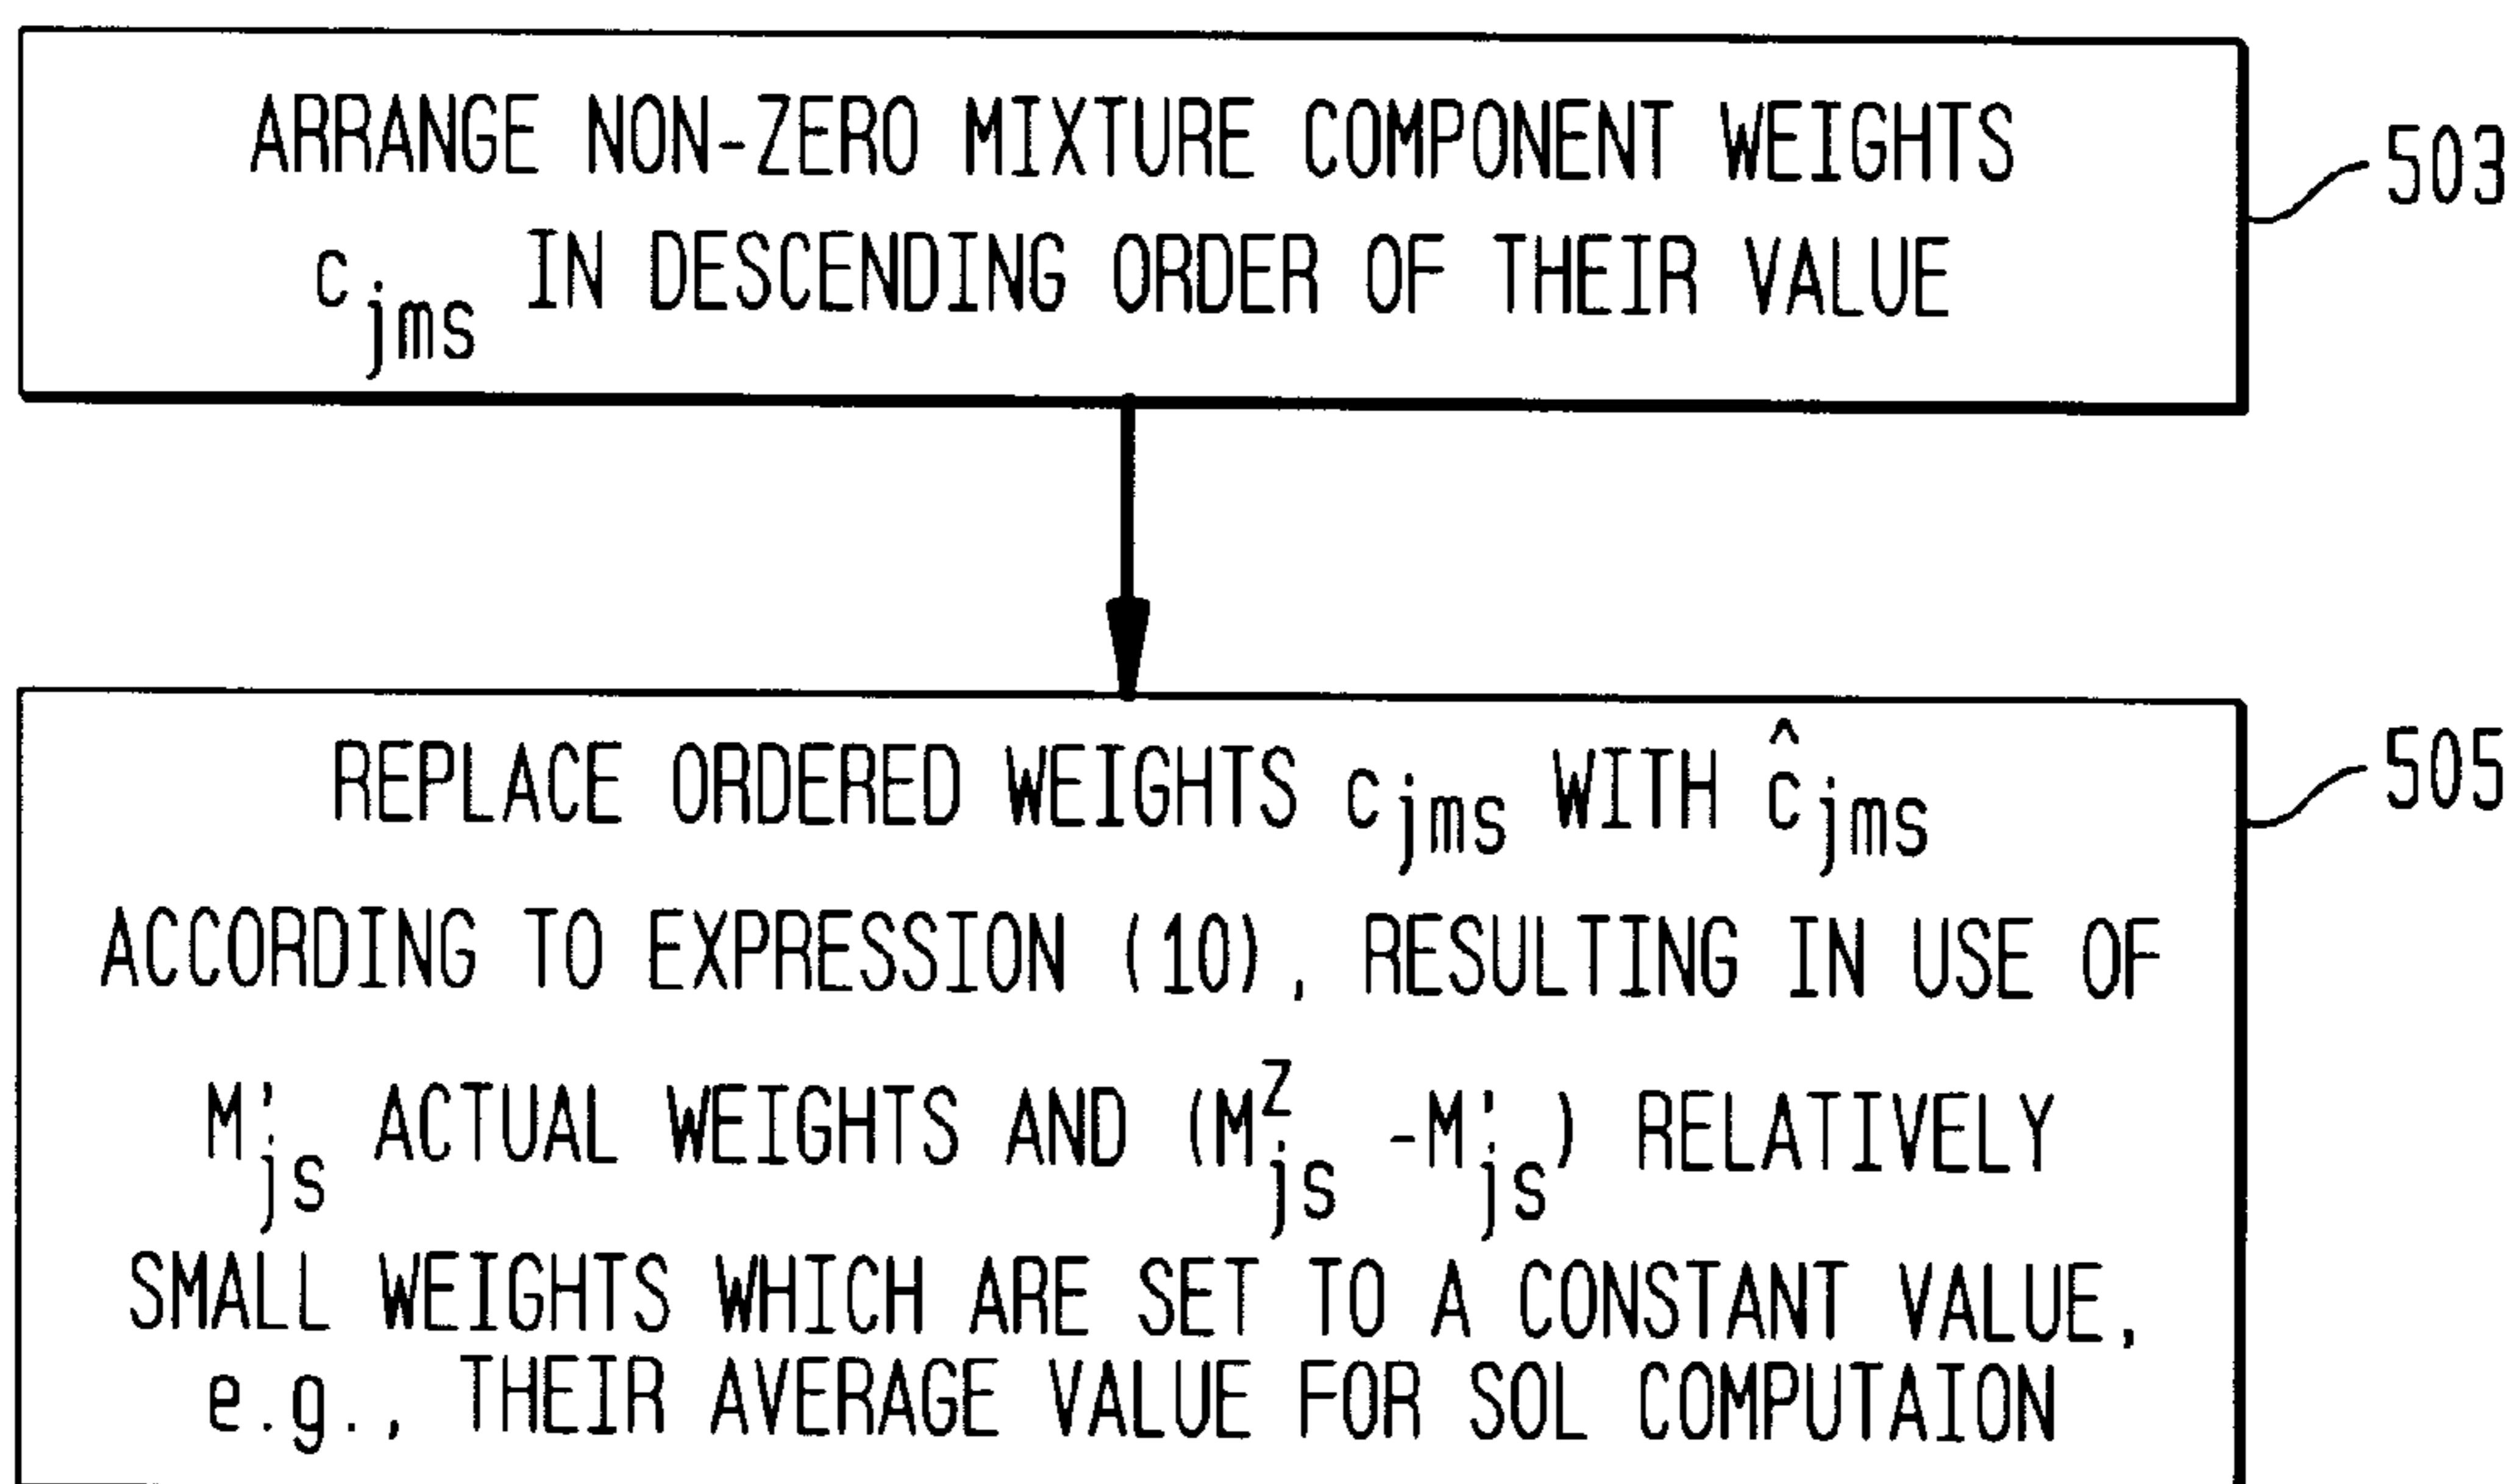 ARRANGE NON-ZERO MIXTURE COMPONENT WEIGHTS
503
c_jms IN DESCENDING ORDER OF THEIR VALUE
REPLACE ORDERED WEIGHTS c_jms WITH ĉ_jms
505
ACCORDING TO EXPRESSION (10), RESULTING IN USE OF
M'_js ACTUAL WEIGHTS AND (M^Z_js -M'_js) RELATIVELY
SMALL WEIGHTS WHICH ARE SET TO A CONSTANT VALUE,
e.g., THEIR AVERAGE VALUE FOR SOL COMPUTAION